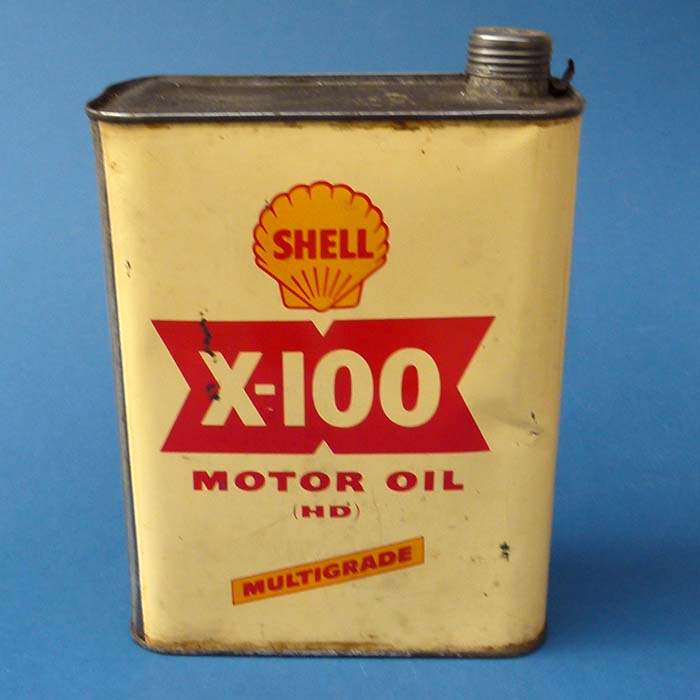 SHELL
X-100
MOTOR OIL
(HD)
MULTIGRADE